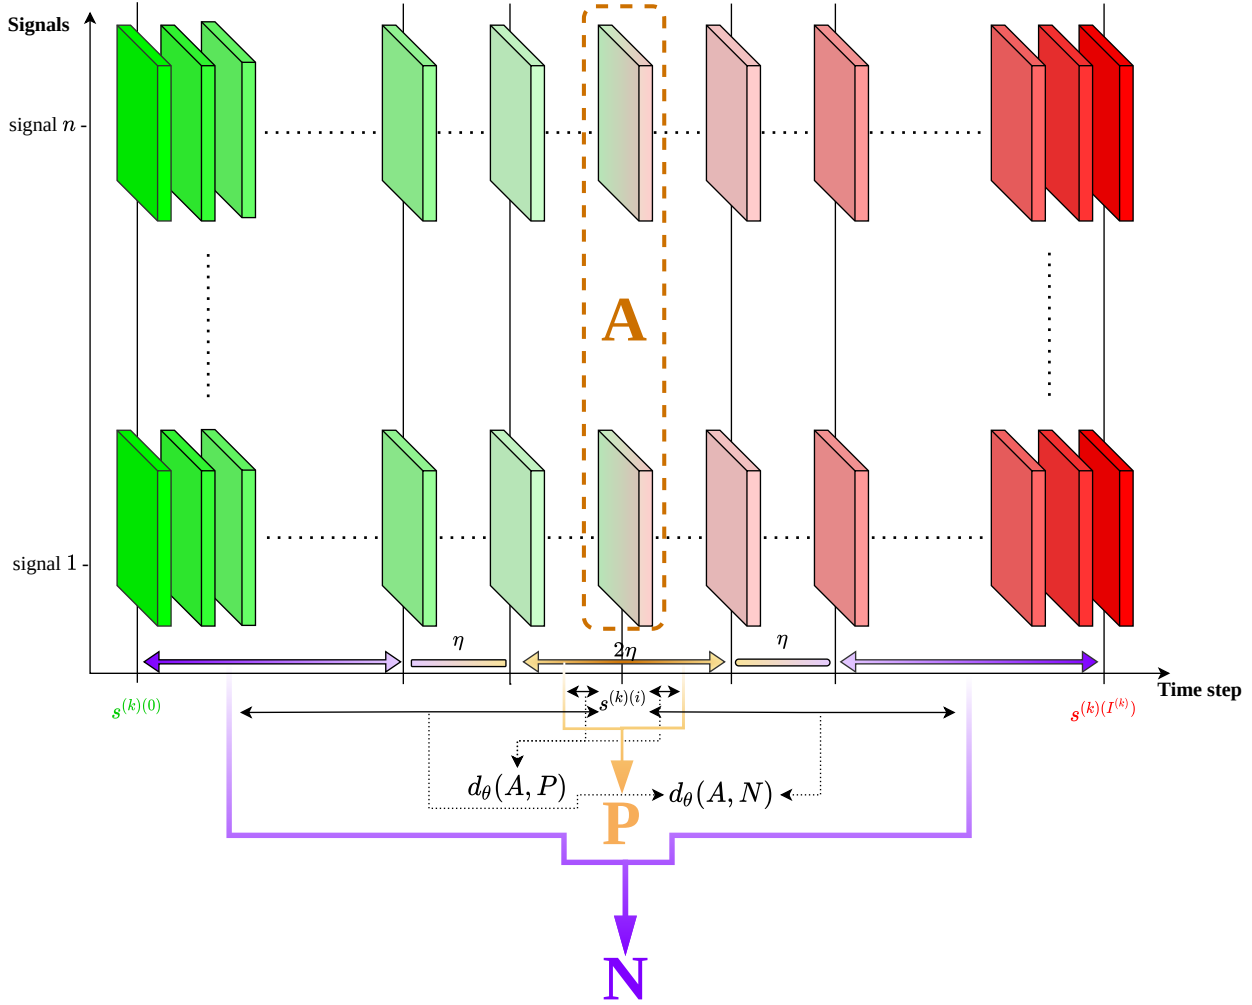 Signals
signal n -
A
signal 1 -
η
2η
η
Time step
s^{(k)(0)}
s^{(k)(i)}
s^{(k)(I^{(k)})}
d_θ(A, P)
d_θ(A, N)
P
N